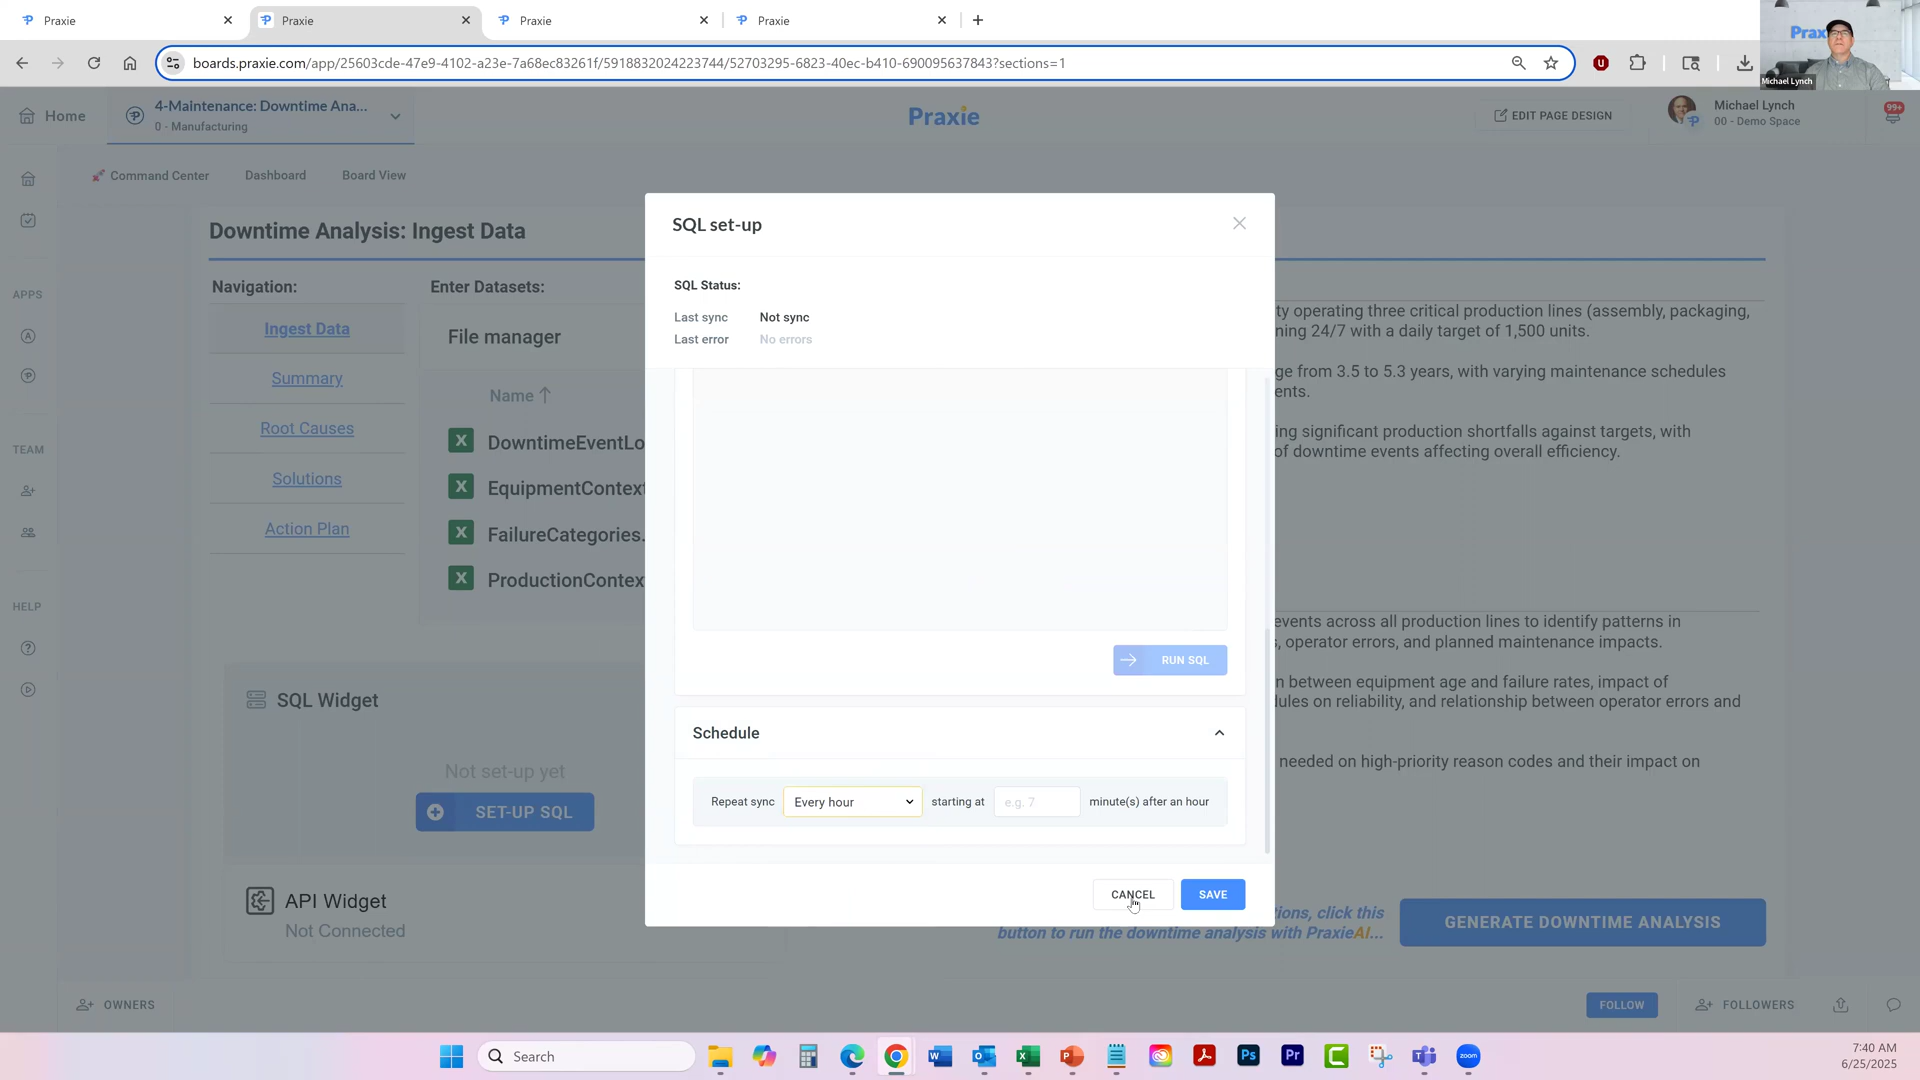 Praxie
Praxie
Praxie
Praxie
boards.praxie.com/app/25603cde-47e9-4102-a23e-7a68ec83261f/5918832024223744/52703295-6823-40ec-b410-690095637843?sections=1
Michael Lynch
Home
4-Maintenance: Downtime Ana...
0 - Manufacturing
Praxie
EDIT PAGE DESIGN
Michael Lynch
00 - Demo Space
99+
Command Center
Dashboard
Board View
APPS
TEAM
HELP
Downtime Analysis: Ingest Data
Navigation:
Ingest Data
Summary
Root Causes
Solutions
Action Plan
Enter Datasets:
File manager
Name
DowntimeEventLo
EquipmentContext
FailureCategories.
ProductionContex
SQL Widget
Not set-up yet
SET-UP SQL
API Widget
Not Connected
SQL set-up
SQL Status:
Last sync Not sync
Last error No errors
RUN SQL
Schedule
Repeat sync Every hour starting at e.g. 7 minute(s) after an hour
CANCEL
SAVE
ty operating three critical production lines (assembly, packaging,
ning 24/7 with a daily target of 1,500 units.
ge from 3.5 to 5.3 years, with varying maintenance schedules
ents.
ing significant production shortfalls against targets, with
of downtime events affecting overall efficiency.
events across all production lines to identify patterns in
s, operator errors, and planned maintenance impacts.
n between equipment age and failure rates, impact of
dules on reliability, and relationship between operator errors and
needed on high-priority reason codes and their impact on
tions, click this
button to run the downtime analysis with PraxieAI...
GENERATE DOWNTIME ANALYSIS
OWNERS
FOLLOW
FOLLOWERS
Search
7:40 AM
6/25/2025